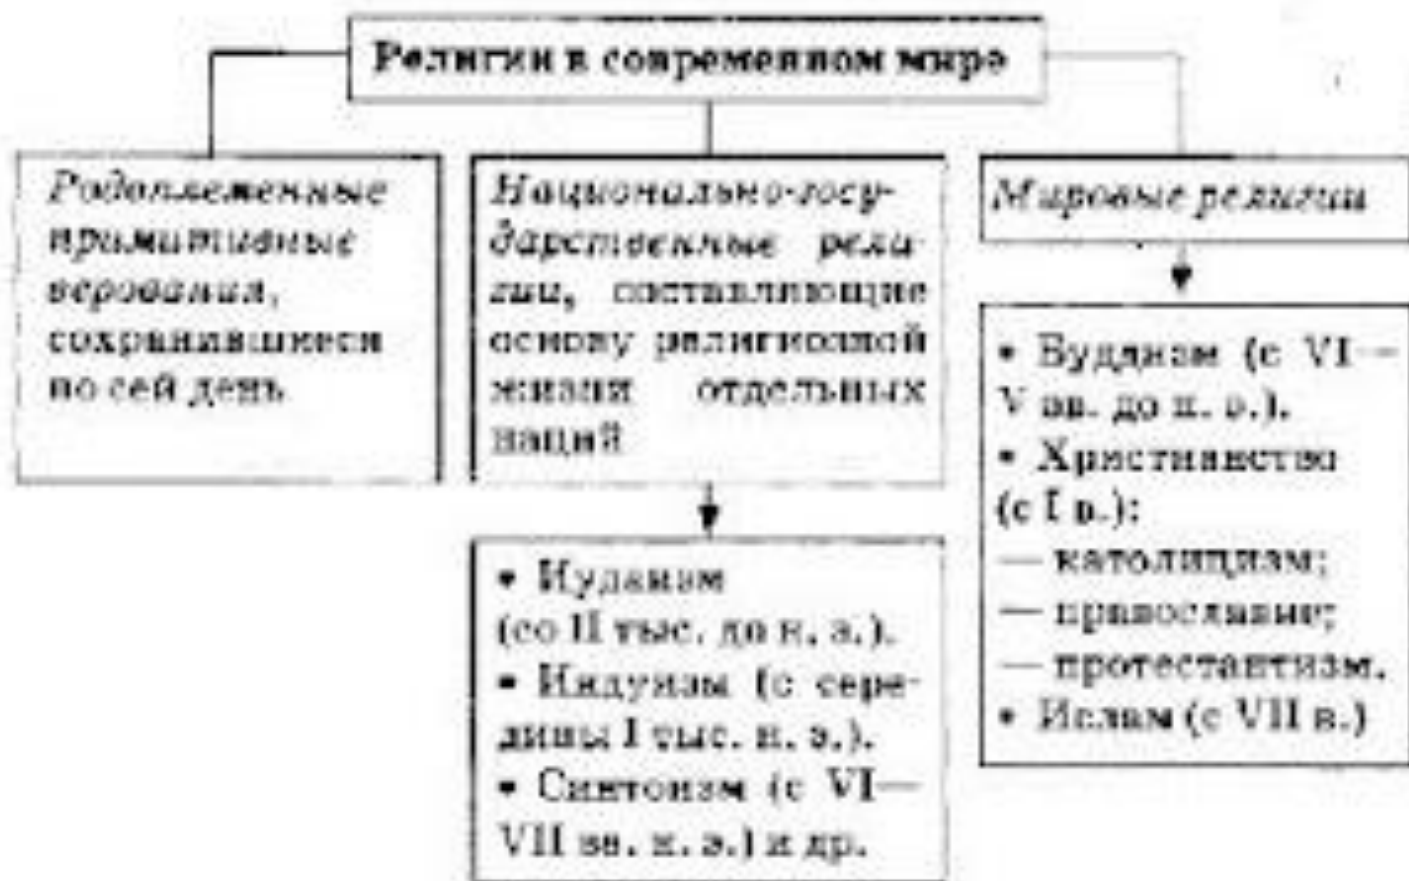 Религии в современном мире
Родоплеменные
примитивные
верования,
сохранившиеся
по сей день
Национально-госу-
дарственные рели-
гии, составляющие
основу религиозной
жизни отдельных
наций
• Иудаизм
(со II тыс. до н. э.).
• Индуизм (с сере-
дины I тыс. н. э.).
• Синтоизм (с VI—
VII вв. н. э.) и др.
Мировые религии
• Буддизм (с VI—
V вв. до н. э.).
• Христианство
(с I в.):
— католицизм;
— православие;
— протестантизм.
• Ислам (с VII в.)